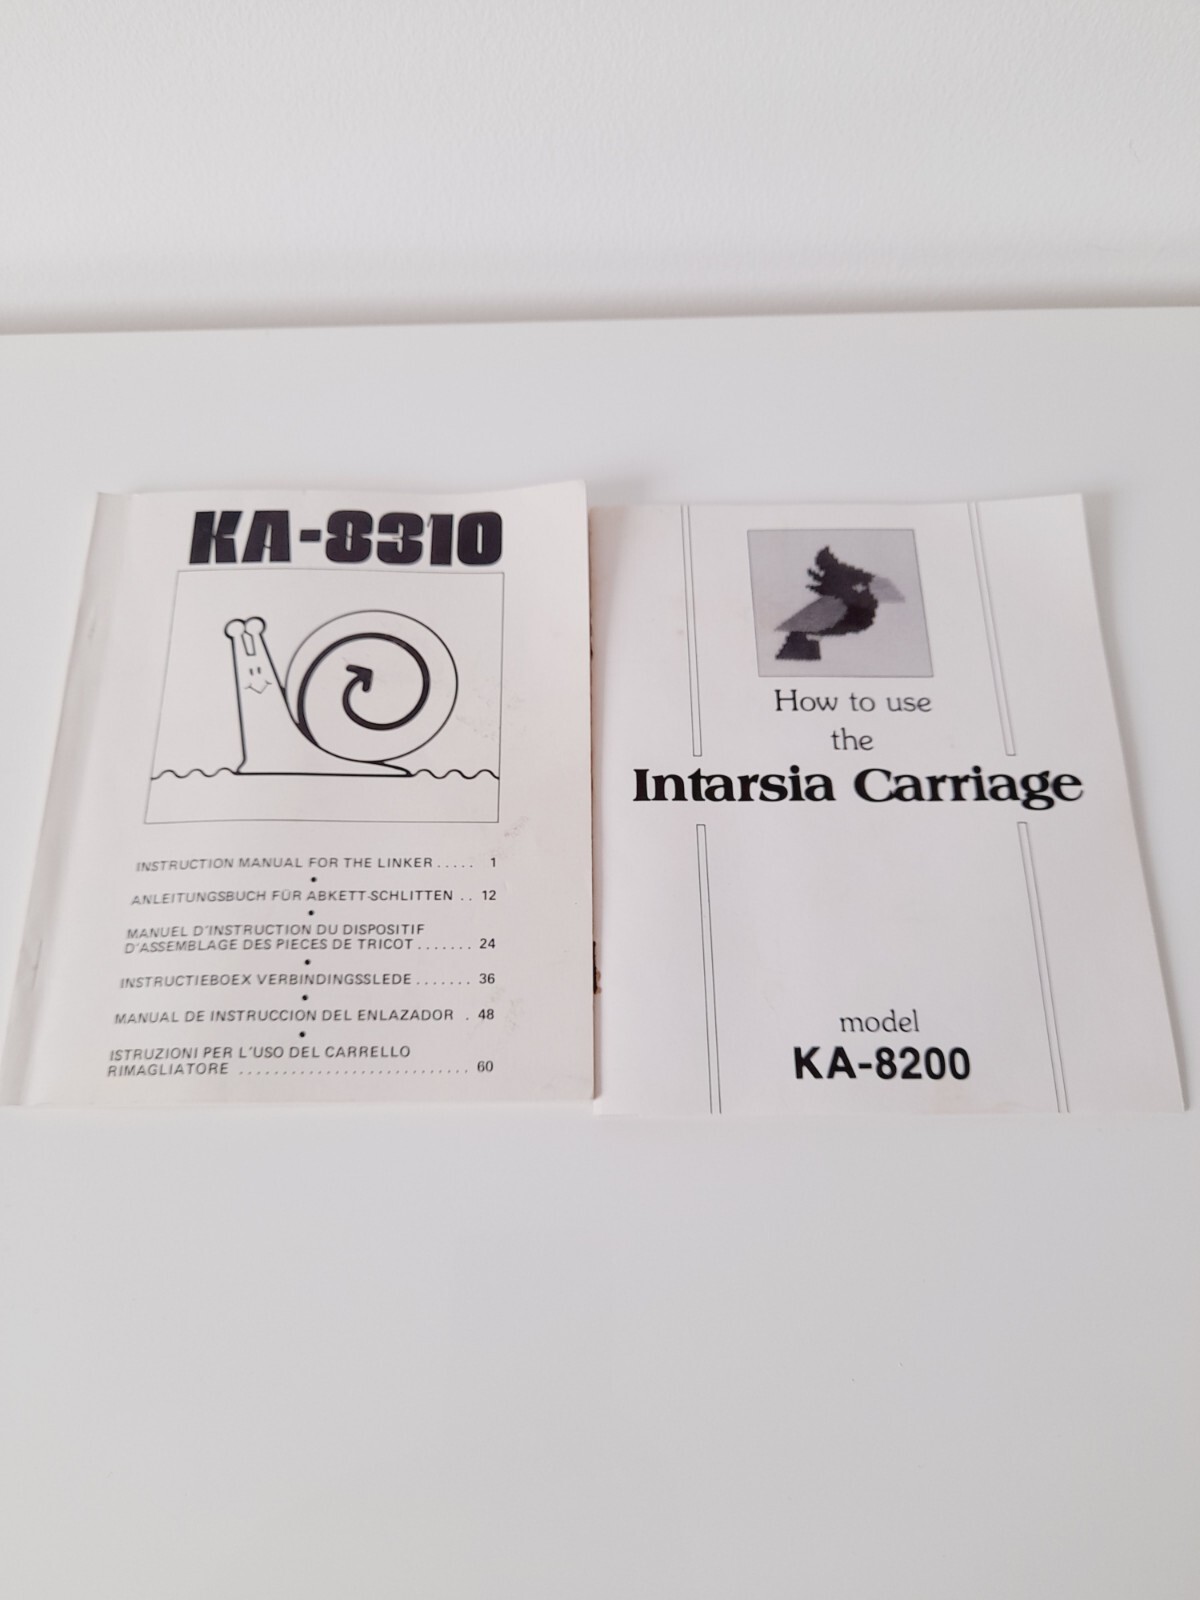 KA-8310
INSTRUCTION MANUAL FOR THE LINKER ..... 1
•
ANLEITUNGSBUCH FÜR ABKETT-SCHLITTEN .. 12
•
MANUEL D'INSTRUCTION DU DISPOSITIF
D'ASSEMBLAGE DES PIECES DE TRICOT ....... 24
•
INSTRUCTIEBOEX VERBINDINGSSLEDE ....... 36
•
MANUAL DE INSTRUCCION DEL ENLAZADOR . 48
•
ISTRUZIONI PER L'USO DEL CARRELLO
RIMAGLIATORE ........................... 60
How to use
the
Intarsia Carriage
model
KA-8200